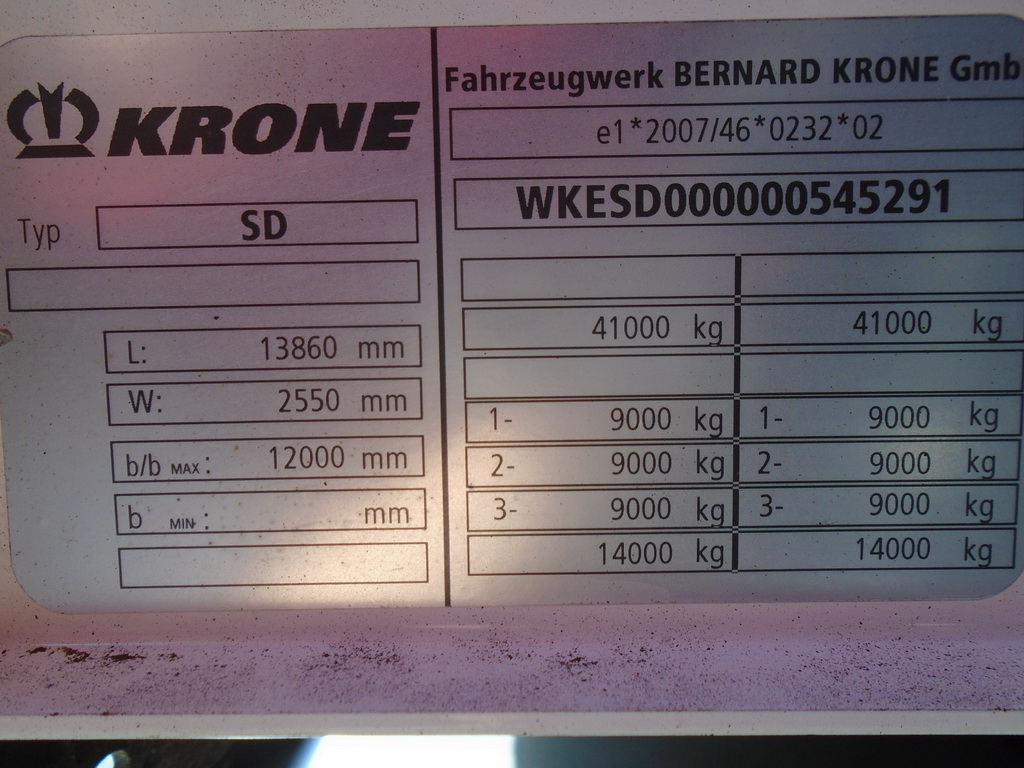 KRONE
Typ SD
L: 13860 mm
W: 2550 mm
b/b MAX: 12000 mm
b MIN: mm
Fahrzeugwerk BERNARD KRONE Gmb
e1*2007/46*0232*02
WKESD000000545291
41000 kg 41000 kg
1- 9000 kg 1- 9000 kg
2- 9000 kg 2- 9000 kg
3- 9000 kg 3- 9000 kg
14000 kg 14000 kg